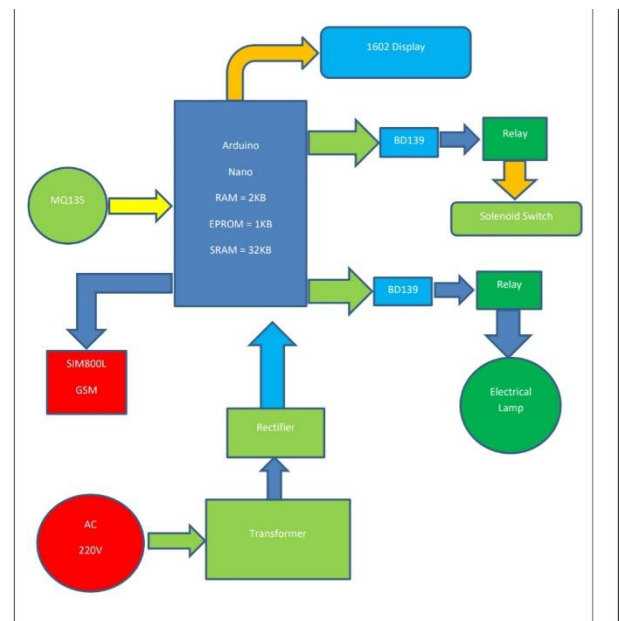 1602 Display
Arduino
Nano
RAM = 2KB
EPROM = 1KB
SRAM = 32KB
BD139
Relay
MQ135
Solenoid Switch
BD139
Relay
SIM800L
GSM
Electrical
Lamp
Rectifier
AC
220V
Transformer